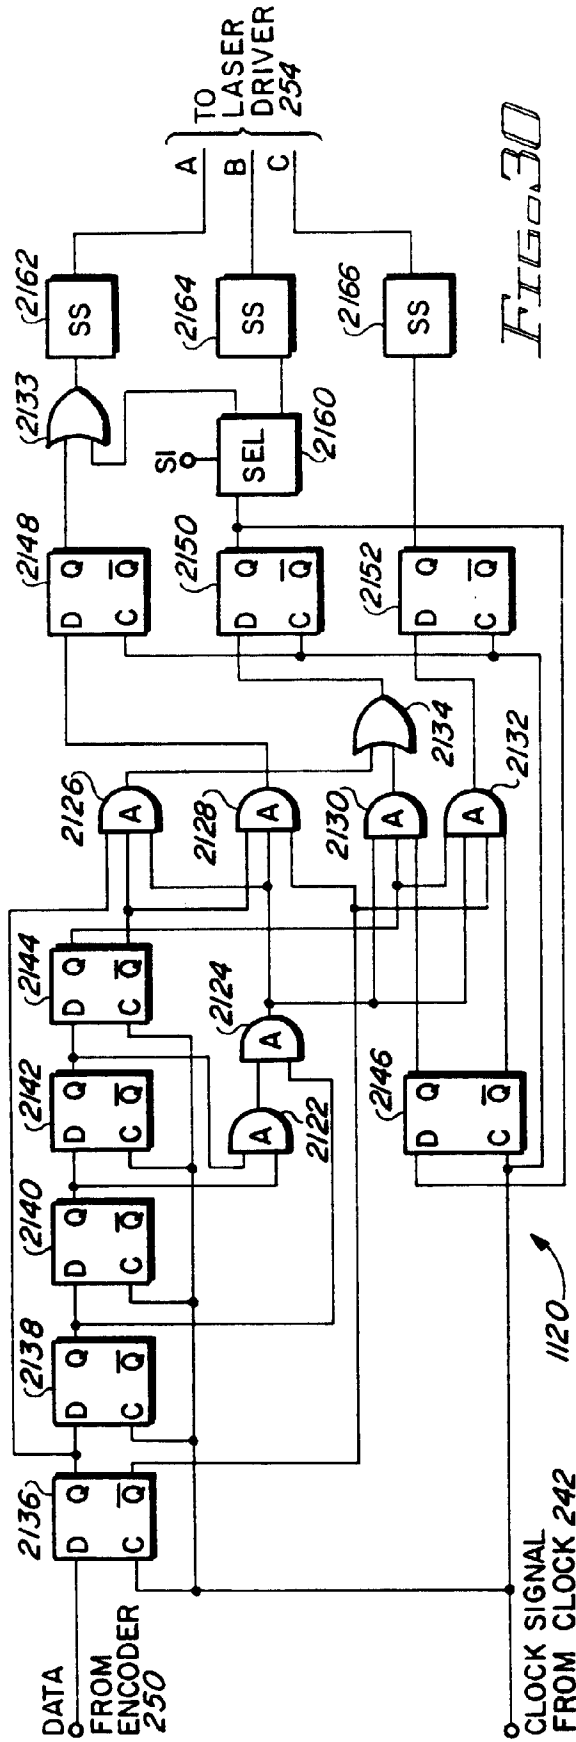 DATA
FROM
ENCODER
250
CLOCK SIGNAL
FROM CLOCK 242
2136
D Q
C Q̅
2138
D Q
C Q̅
2140
D Q
C Q̅
2142
D Q
C Q̅
2144
D Q
C Q̅
2122
A
2124
A
2146
D Q
C Q̅
2126
A
2128
A
2130
A
2132
A
2134
2148
D Q
C Q̅
2150
D Q
C Q̅
2152
D Q
C Q̅
2133
SI
SEL
2160
2162
SS
2164
SS
2166
SS
A
B
C
TO
LASER
DRIVER
254
1120
FIG. 30